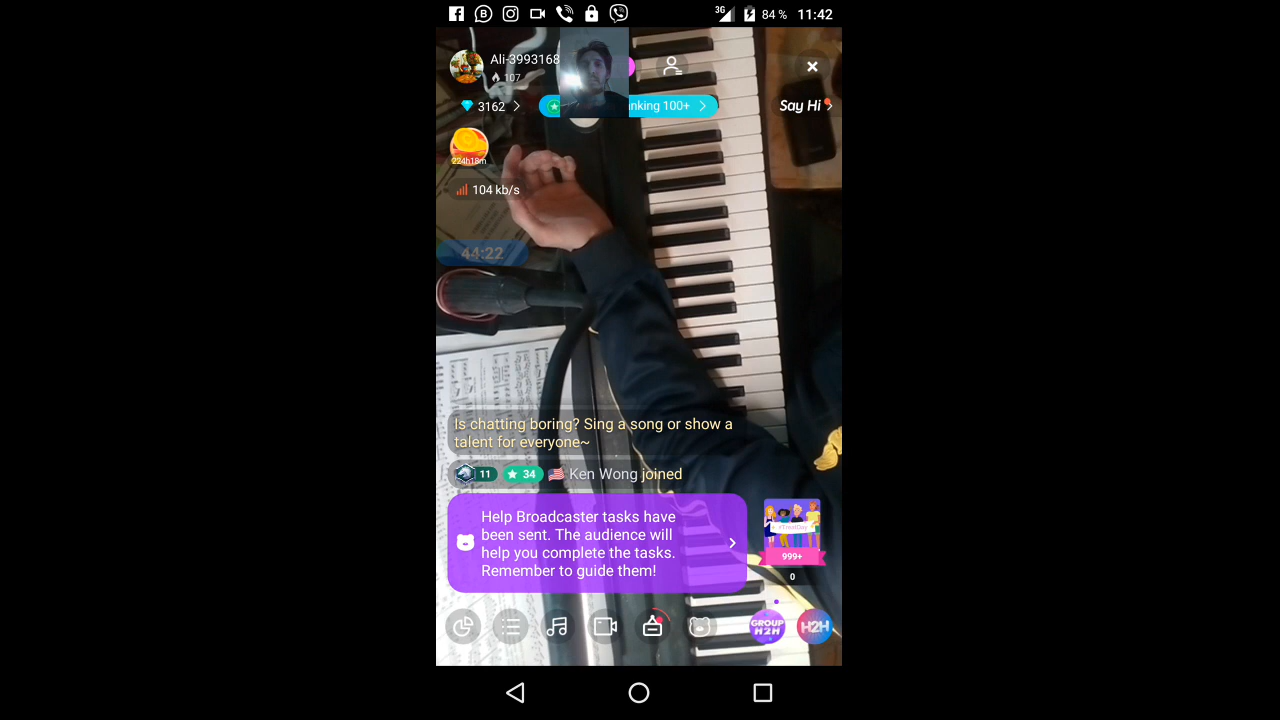 3G 84 % 11:42
Ali-3993168
107
3162
nking 100+
Say Hi
224h18m
104 kb/s
44:22
Is chatting boring? Sing a song or show a
talent for everyone~
11 34 Ken Wong joined
Help Broadcaster tasks have
been sent. The audience will
help you complete the tasks.
Remember to guide them!
999+
0
GROUP
H2H
H2H